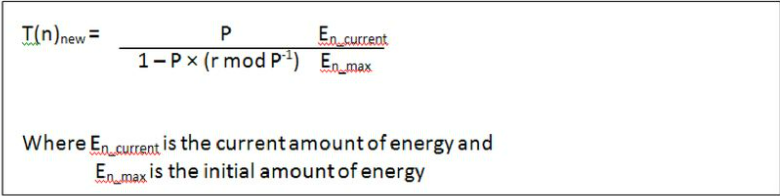 T(n)new = P En_current
1 – P × (r mod P-1) En_max
Where En_current is the current amount of energy and
En_max is the initial amount of energy